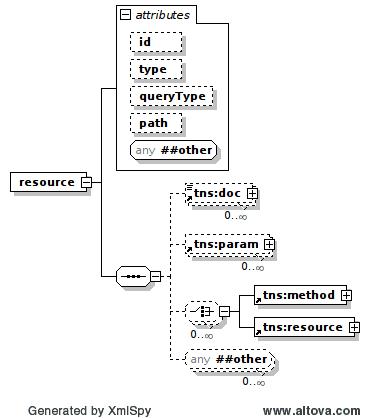 attributes
id
type
queryType
path
any ##other
resource
tns:doc
0..∞
tns:param
0..∞
tns:method
tns:resource
0..∞
any ##other
0..∞
Generated by XmlSpy www.altova.com